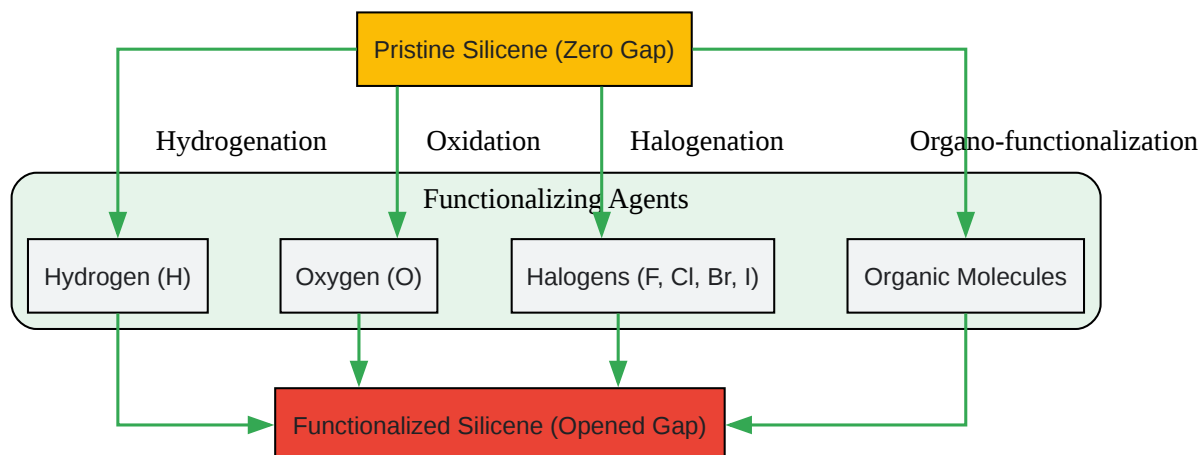 Pristine Silicene (Zero Gap)
Hydrogenation
Oxidation
Halogenation
Organo-functionalization
Functionalizing Agents
Hydrogen (H)
Oxygen (O)
Halogens (F, Cl, Br, I)
Organic Molecules
Functionalized Silicene (Opened Gap)